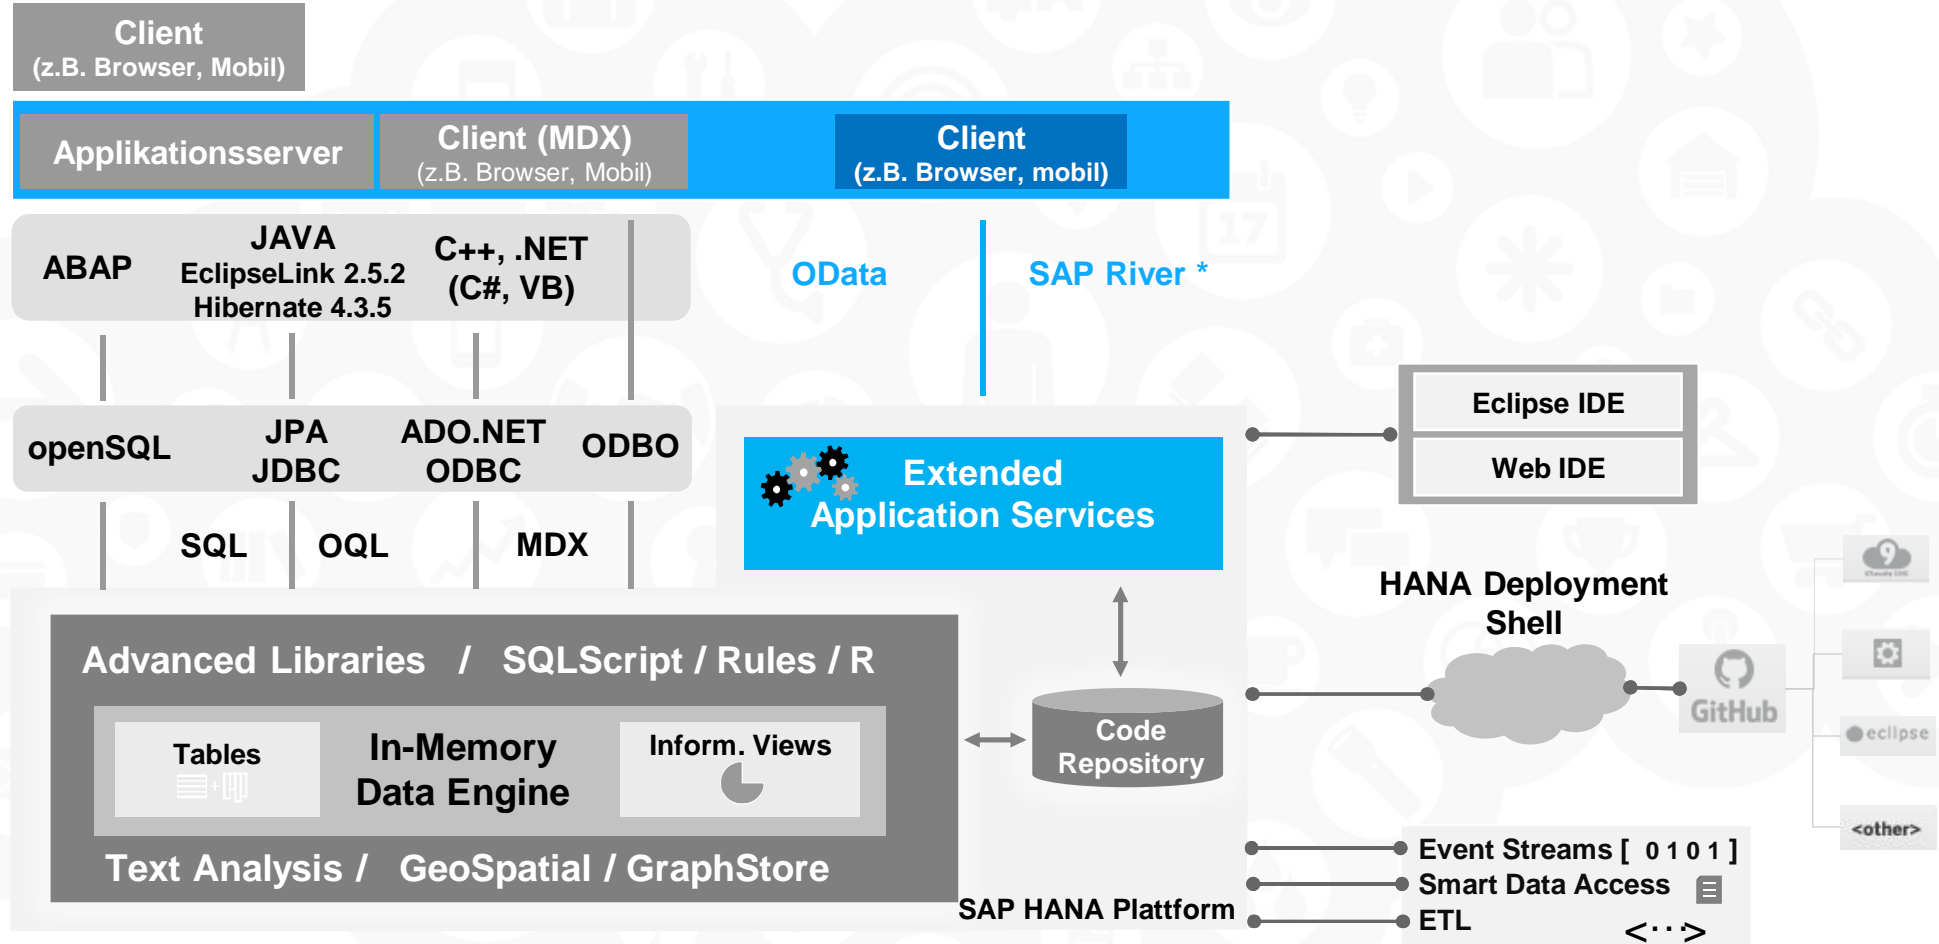 Client
(z.B. Browser, Mobil)
Applikationsserver
Client (MDX)
(z.B. Browser, Mobil)
Client
(z.B. Browser, mobil)
17
ABAP
JAVA
EclipseLink 2.5.2
Hibernate 4.3.5
C++, .NET
(C#, VB)
OData
SAP River *
openSQL
JPA
JDBC
ADO.NET
ODBC
ODBO
SQL
OQL
MDX
Extended
Application Services
Eclipse IDE
Web IDE
HANA Deployment
Shell
9
GitHub
eclipse
<other>
Advanced Libraries / SQLScript / Rules / R
Tables
+
In-Memory
Data Engine
Inform. Views
Text Analysis / GeoSpatial / GraphStore
Code
Repository
SAP HANA Plattform
Event Streams [ 0 1 0 1 ]
Smart Data Access
ETL
<···>